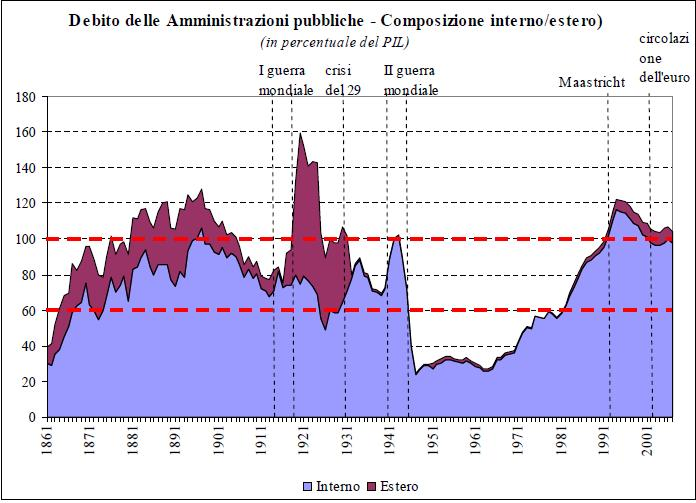 Debito delle Amministrazioni pubbliche - Composizione interno/estero)
(in percentuale del PIL)
I guerra
mondiale
crisi
del 29
II guerra
mondiale
Maastricht
circolazi
one
dell'euro
180
160
140
120
100
80
60
40
20
0
1861
1871
1881
1891
1901
1911
1921
1931
1941
1951
1961
1971
1981
1991
2001
Interno
Estero